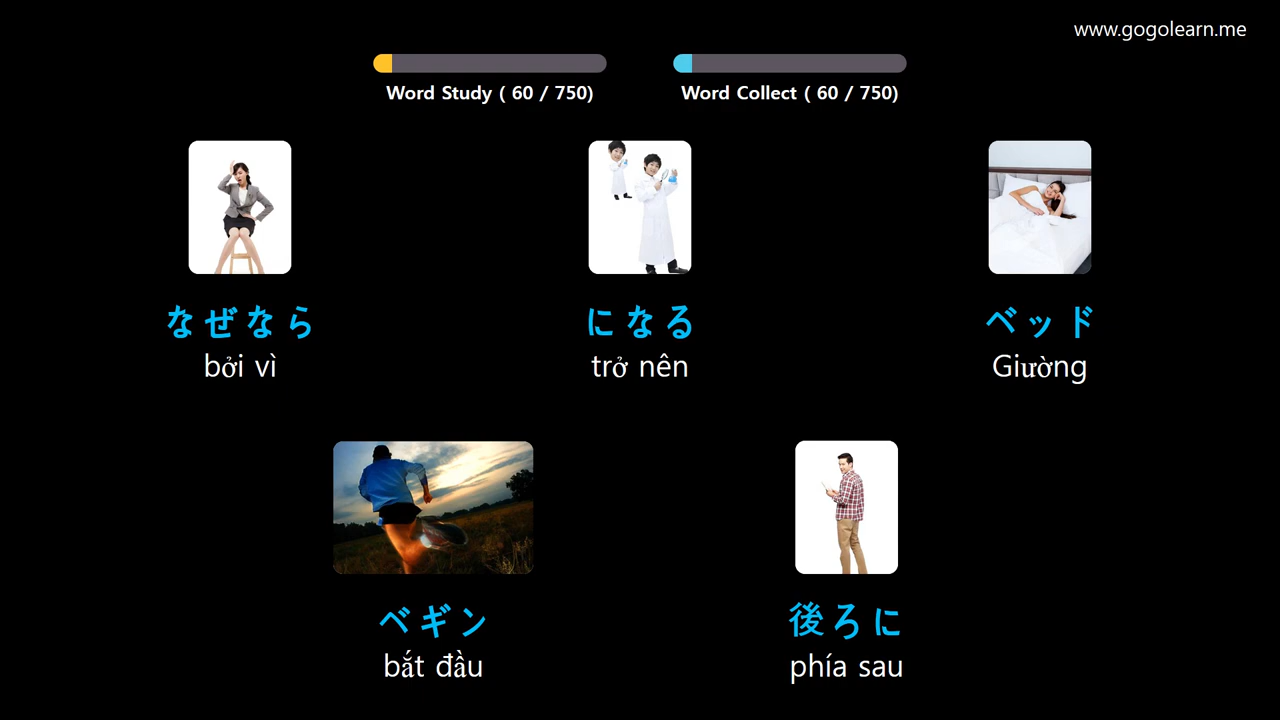 www.gogolearn.me
Word Study ( 60 / 750)
Word Collect ( 60 / 750)
なぜなら
bởi vì
になる
trở nên
ベッド
Giường
ベギン
bắt đầu
後ろに
phía sau